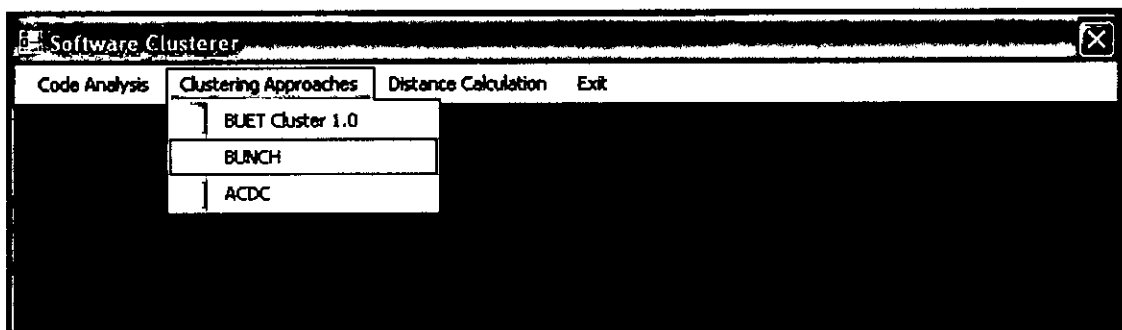 Software Clusterer
Code Analysis Clustering Approaches Distance Calculation Exit
BUET Cluster 1.0
BUNCH
ACDC